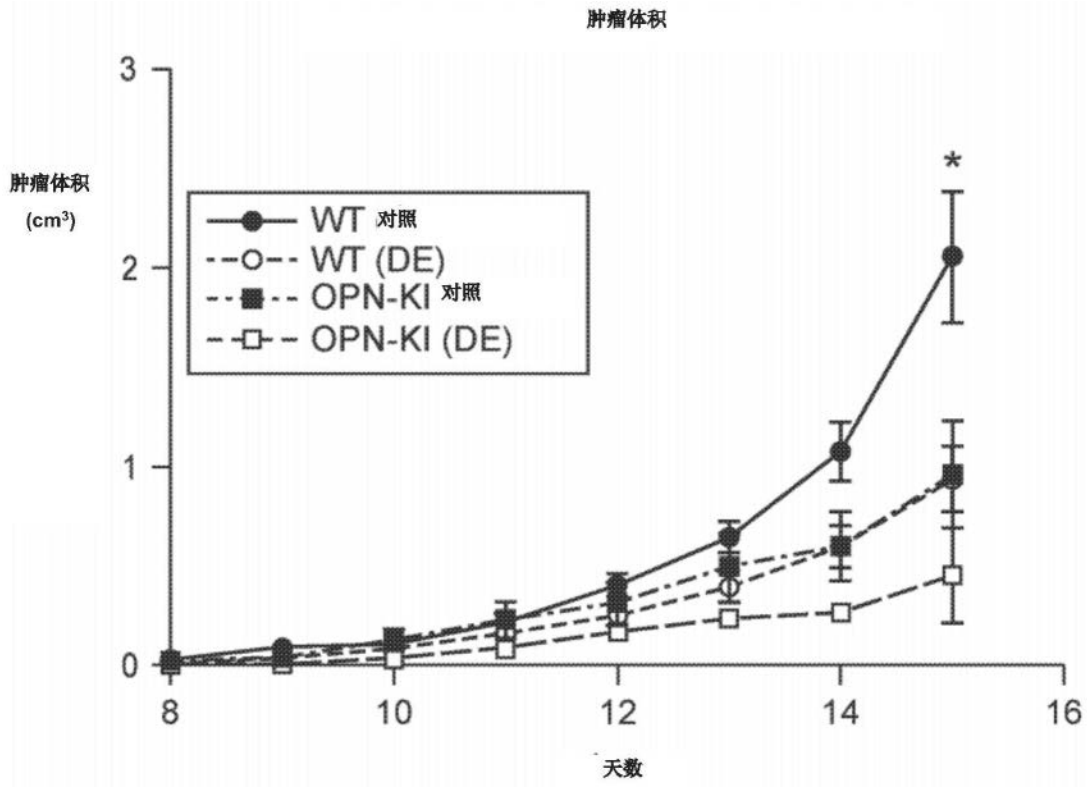 肿瘤体积
3
肿瘤体积
(cm³)
*
WT 对照
WT (DE)
OPN-KI 对照
OPN-KI (DE)
2
1
0
8 10 12 14 16
天数